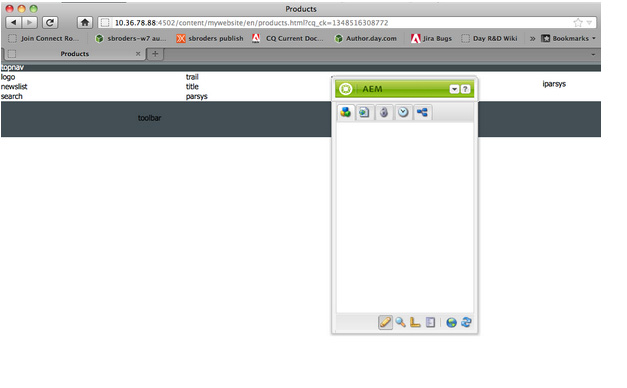 Products
10.36.78.88:4502/content/mywebsite/en/products.html?cq_ck=1348516308772
Join Connect Ro... sbroders-w7 author sbroders publish CQ Current Doc... Author.day.com Jira Bugs Day R&D Wiki » Bookmarks
Products
topnav
logo trail iparsys
newslist title
search parsys
toolbar
AEM ?